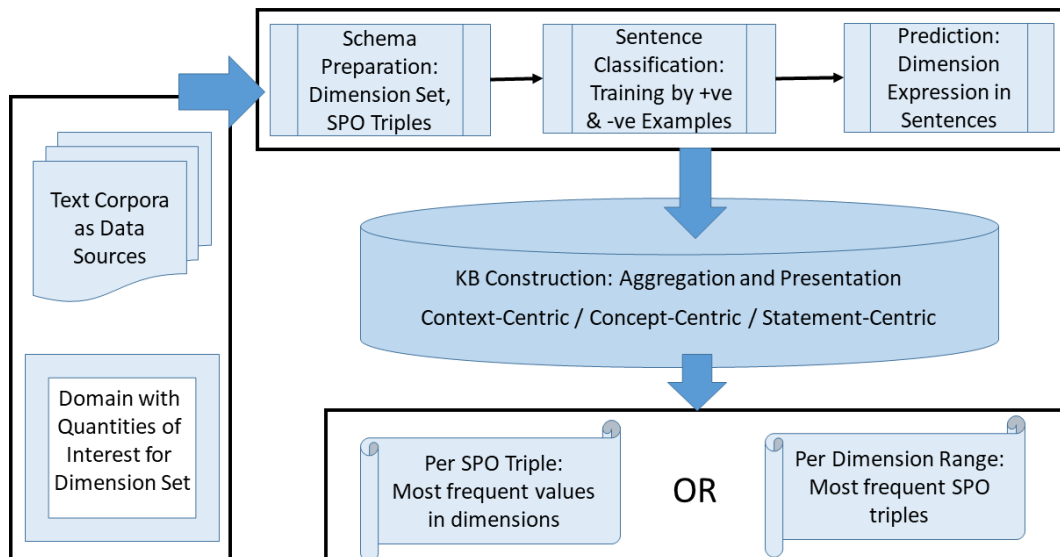 Schema
Preparation:
Dimension Set,
SPO Triples
Sentence
Classification:
Training by +ve
& -ve Examples
Prediction:
Dimension
Expression in
Sentences
Text Corpora
as Data
Sources
Domain with
Quantities of
Interest for
Dimension Set
KB Construction: Aggregation and Presentation
Context-Centric / Concept-Centric / Statement-Centric
Per SPO Triple:
Most frequent values
in dimensions
OR
Per Dimension Range:
Most frequent SPO
triples